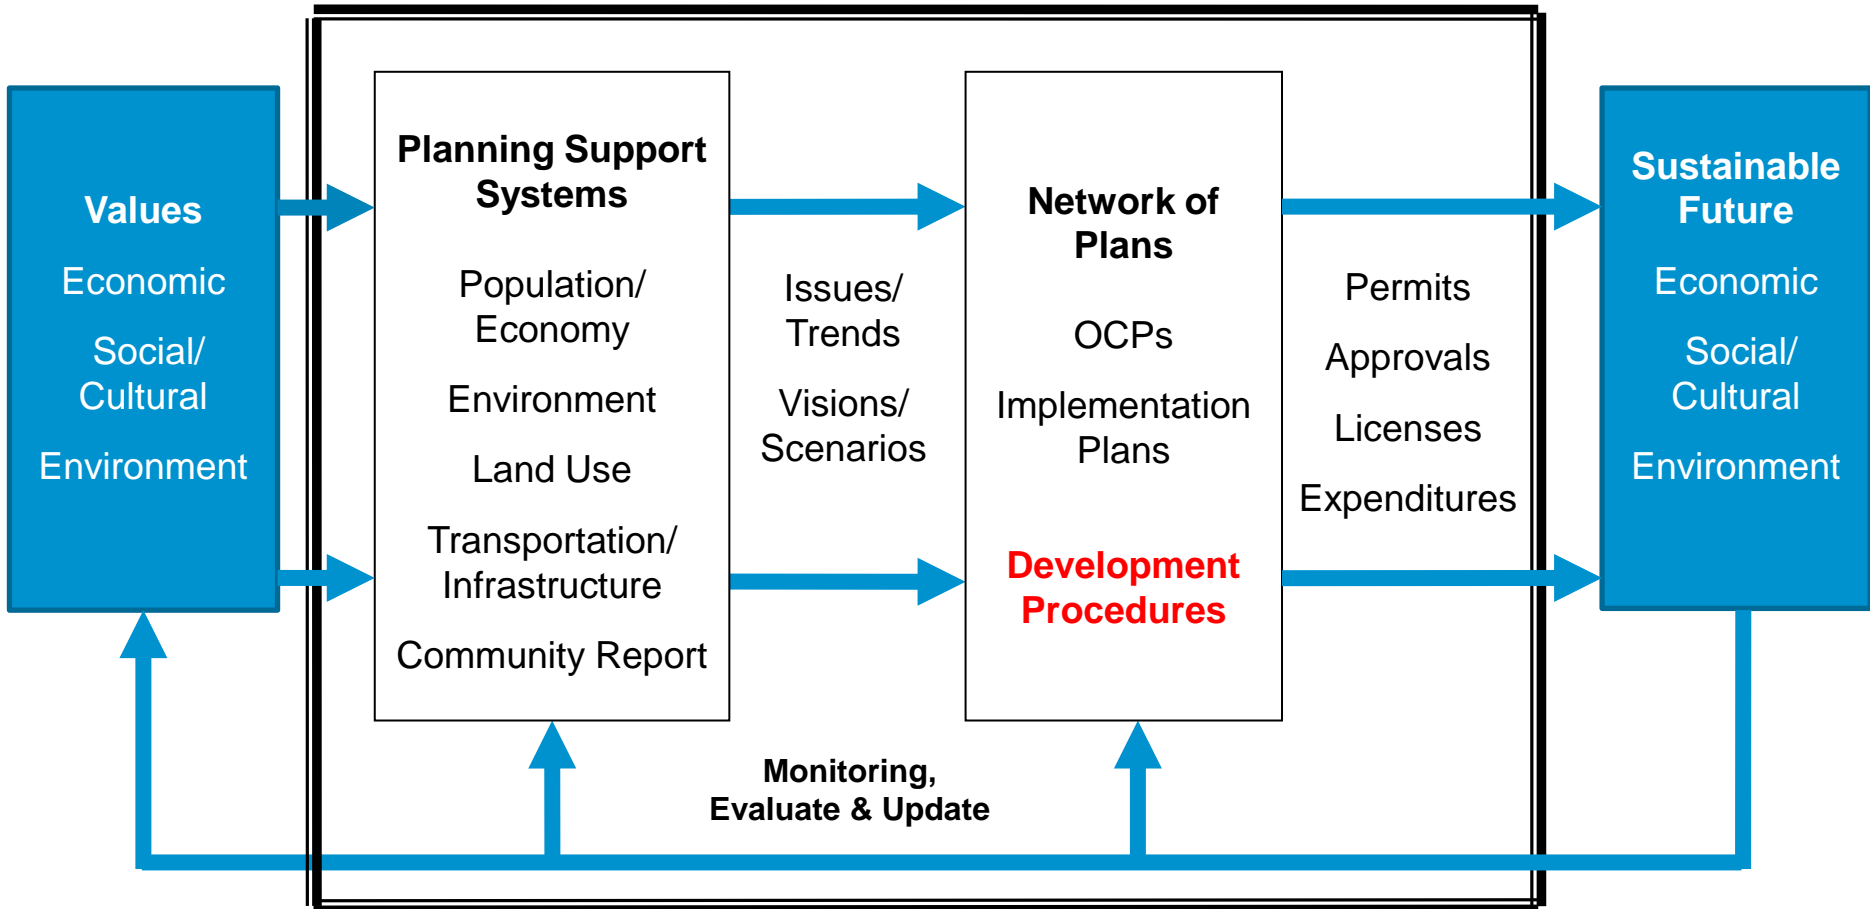 Values
Economic
Social/
Cultural
Environment
Planning Support
Systems
Population/
Economy
Environment
Land Use
Transportation/
Infrastructure
Community Report
Issues/
Trends
Visions/
Scenarios
Network of
Plans
OCPs
Implementation
Plans
Development
Procedures
Permits
Approvals
Licenses
Expenditures
Sustainable
Future
Economic
Social/
Cultural
Environment
Monitoring,
Evaluate & Update